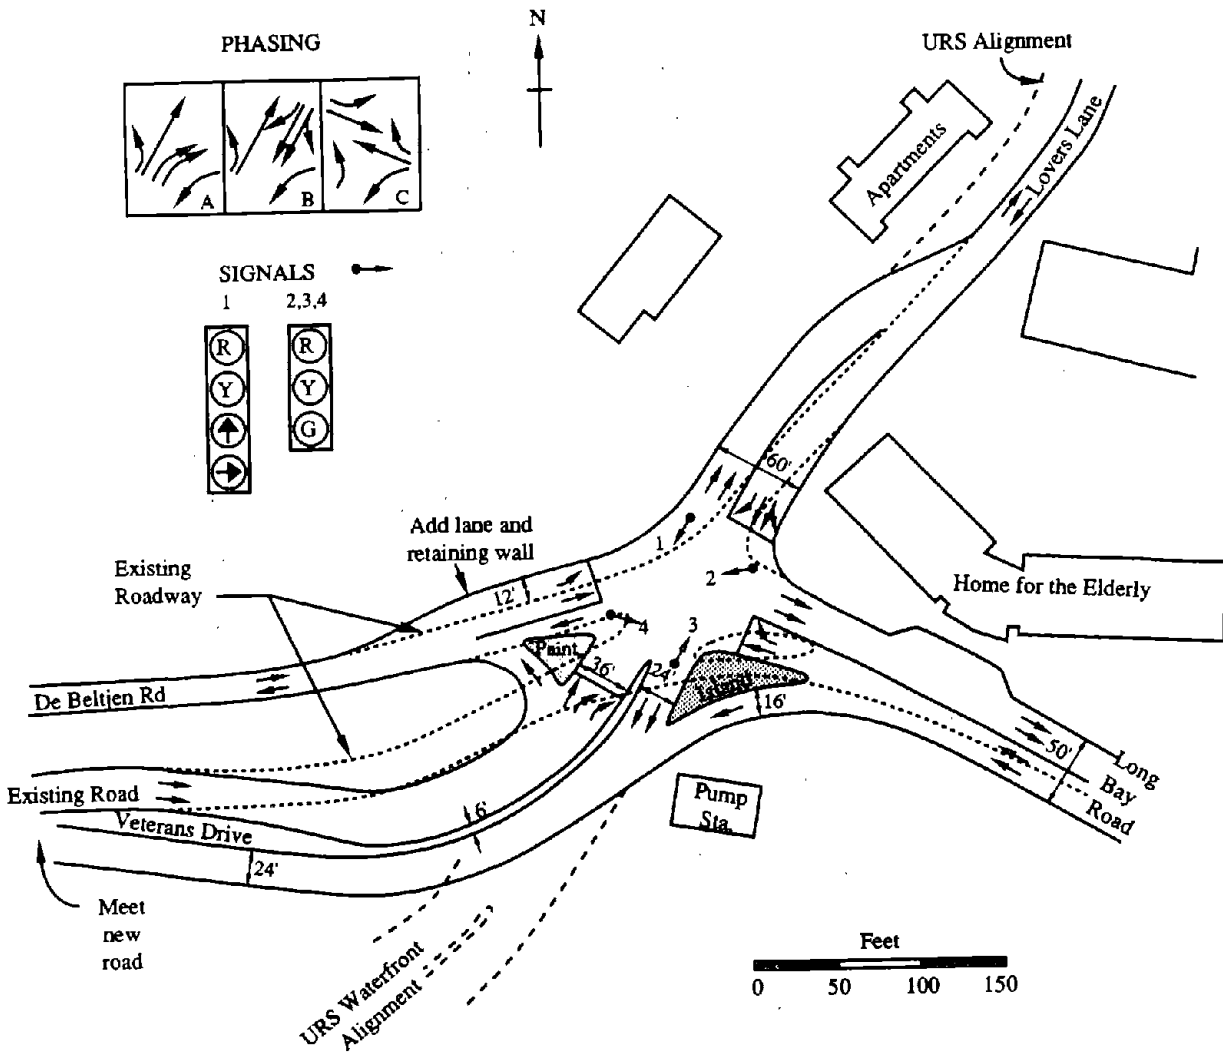 PHASING
A
B
C
SIGNALS
1
2,3,4
R
Y
R
Y
G
N
URS Alignment
Lovers Lane
Apartments
60'
Add lane and
retaining wall
Existing
Roadway
12'
1
2
3
4
Home for the Elderly
Paint
36'
Island
16'
De Beltjen Rd
Existing Road
Veterans Drive
24'
6'
Pump
Sta.
50'
Long
Bay
Road
Meet
new
road
URS Waterfront
Alignment
Feet
0 50 100 150